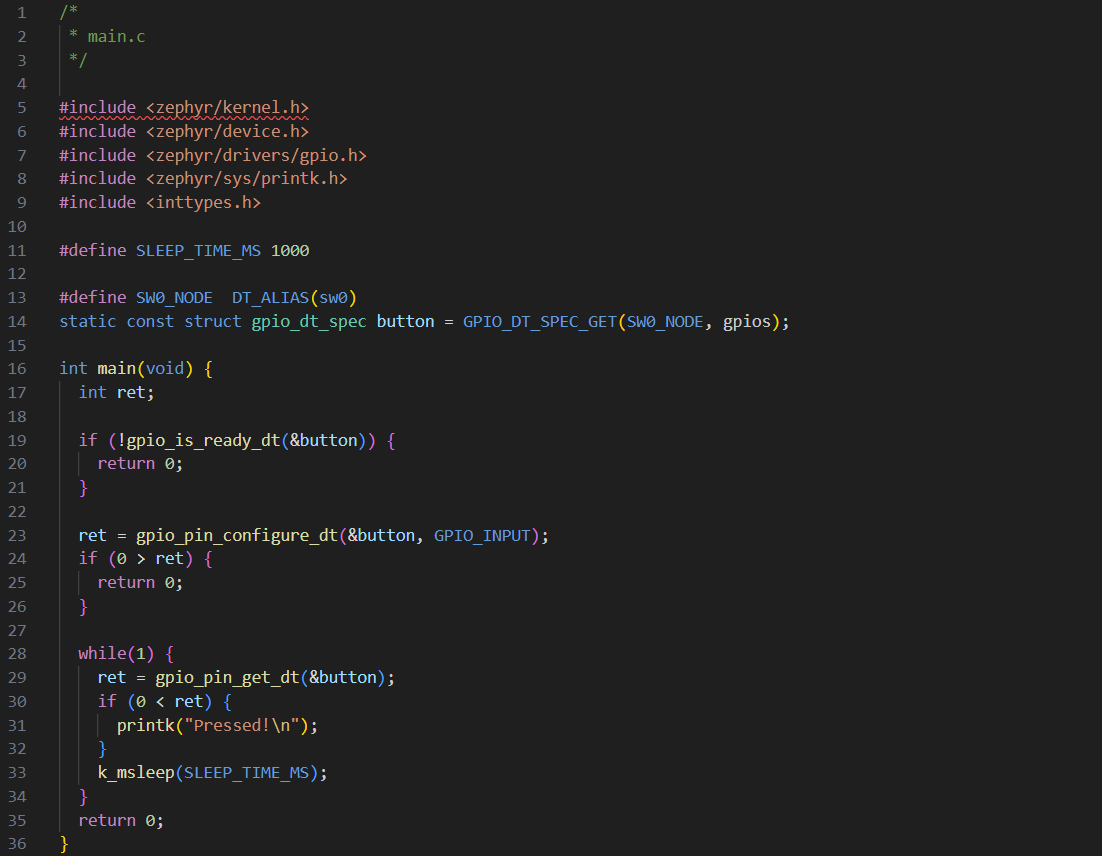 1 /*
2  * main.c
3  */
4
5 #include <zephyr/kernel.h>
6 #include <zephyr/device.h>
7 #include <zephyr/drivers/gpio.h>
8 #include <zephyr/sys/printk.h>
9 #include <inttypes.h>
10
11 #define SLEEP_TIME_MS 1000
12
13 #define SW0_NODE  DT_ALIAS(sw0)
14 static const struct gpio_dt_spec button = GPIO_DT_SPEC_GET(SW0_NODE, gpios);
15
16 int main(void) {
17   int ret;
18
19   if (!gpio_is_ready_dt(&button)) {
20     return 0;
21   }
22
23   ret = gpio_pin_configure_dt(&button, GPIO_INPUT);
24   if (0 > ret) {
25     return 0;
26   }
27
28   while(1) {
29     ret = gpio_pin_get_dt(&button);
30     if (0 < ret) {
31       printk("Pressed!\n");
32     }
33     k_msleep(SLEEP_TIME_MS);
34   }
35   return 0;
36 }